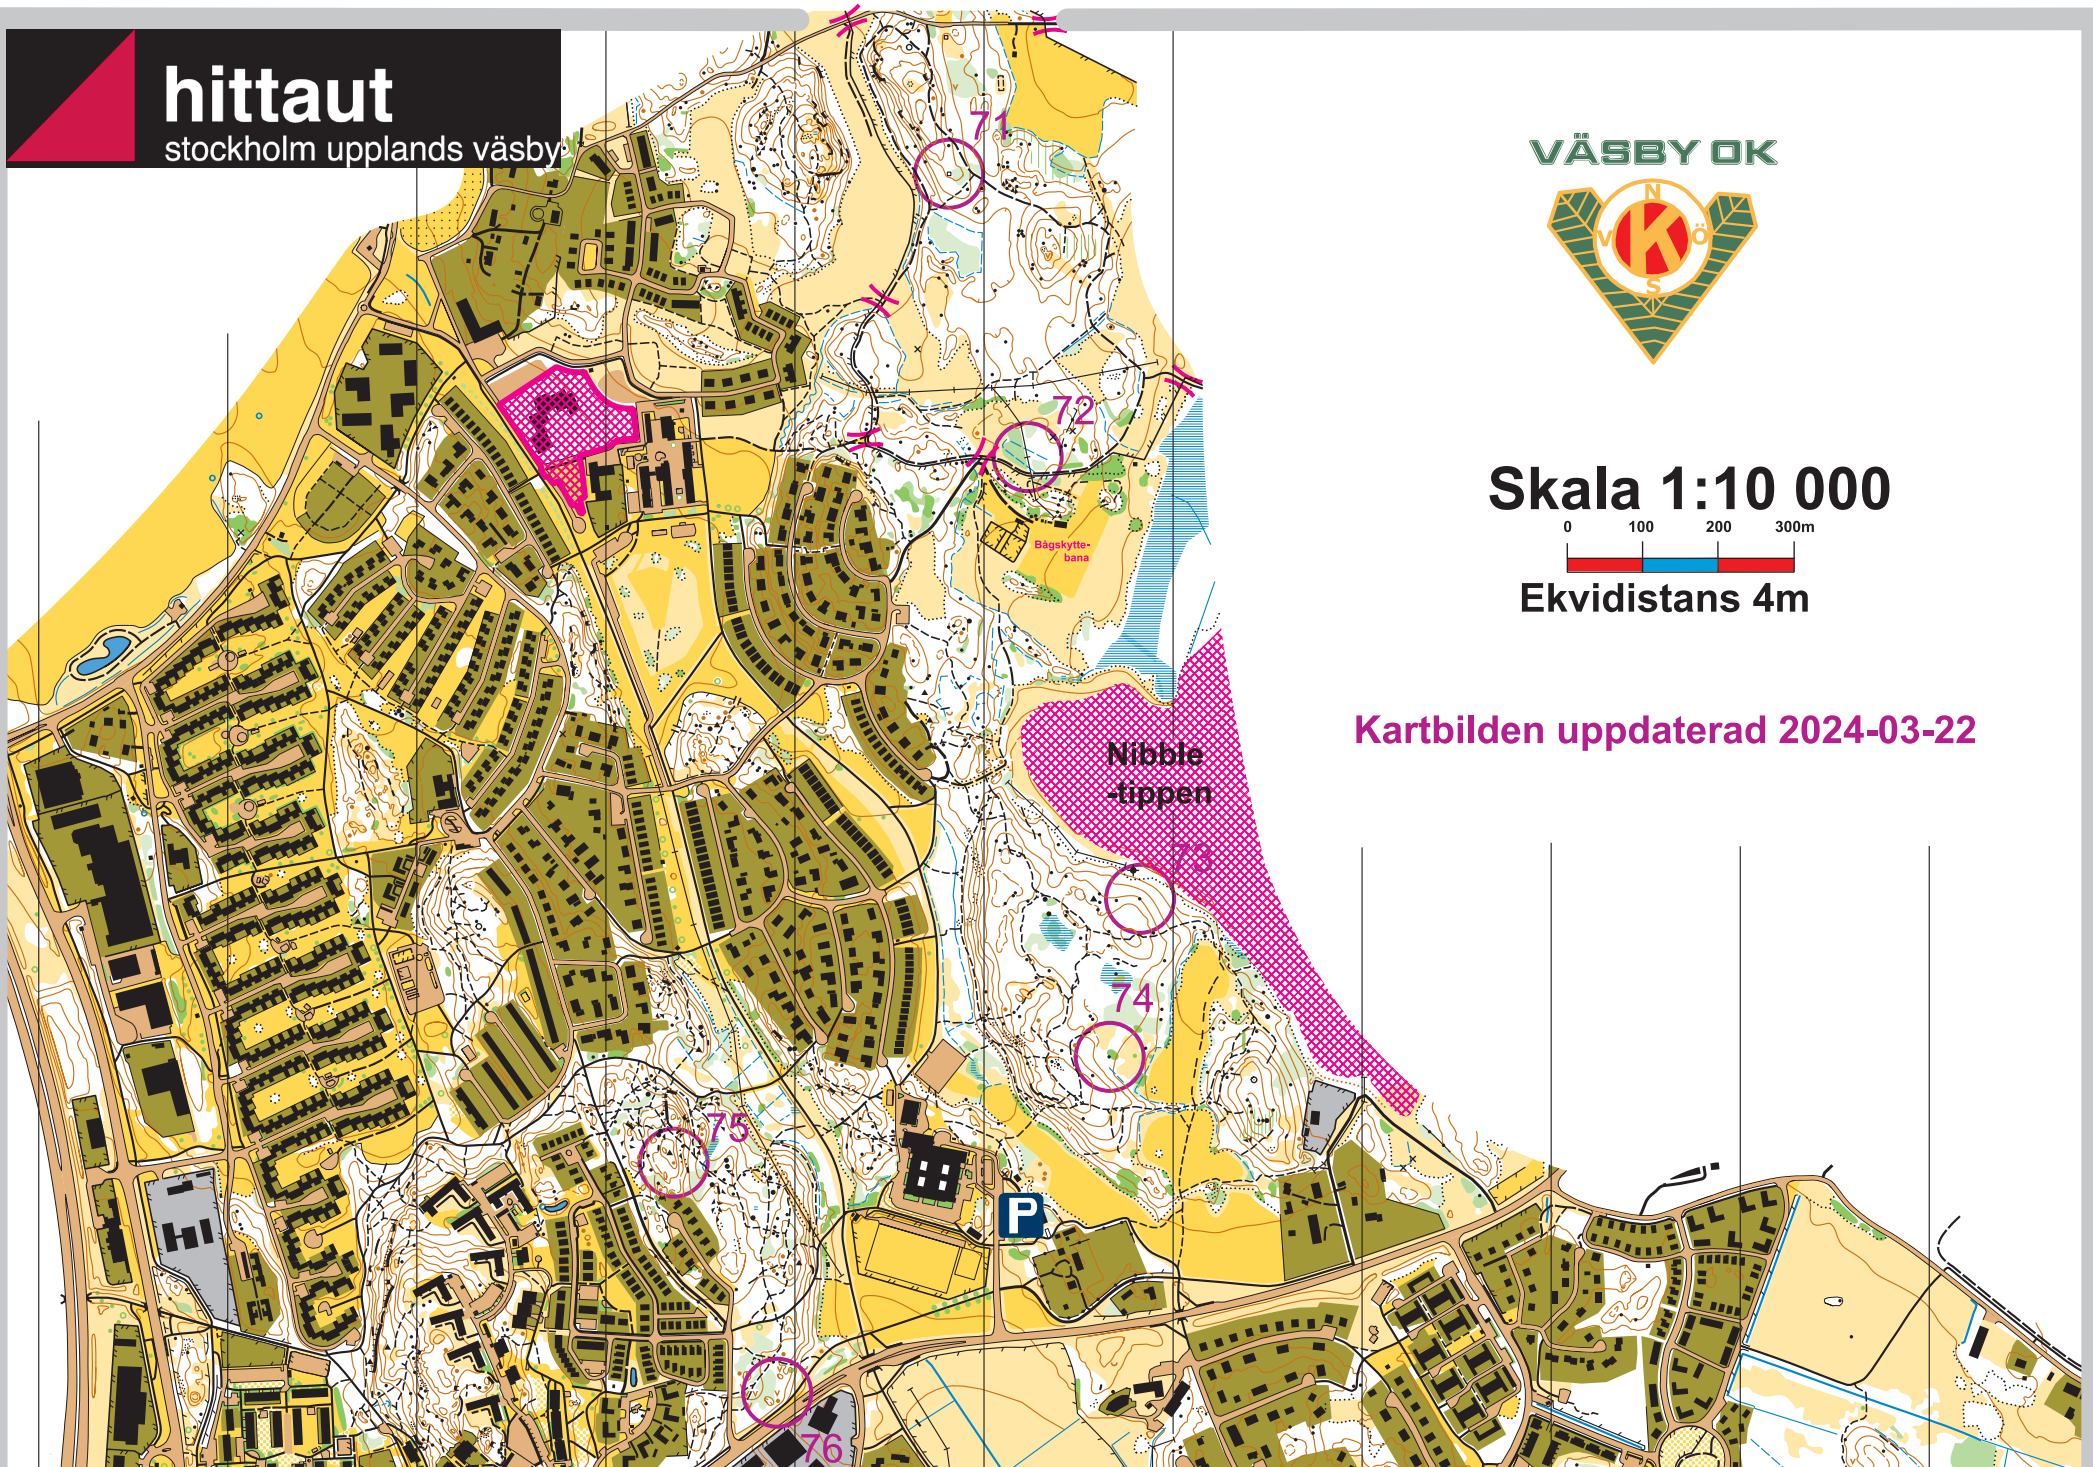 hittaut
stockholm upplands väsby
71
VÄSBY OK
N
V
K
Ö
S
72
Skala 1:10 000
0 100 200 300m
Ekvidistans 4m
Bågskytte-
bana
Kartbilden uppdaterad 2024-03-22
Nibble
-tippen
73
74
75
P
76